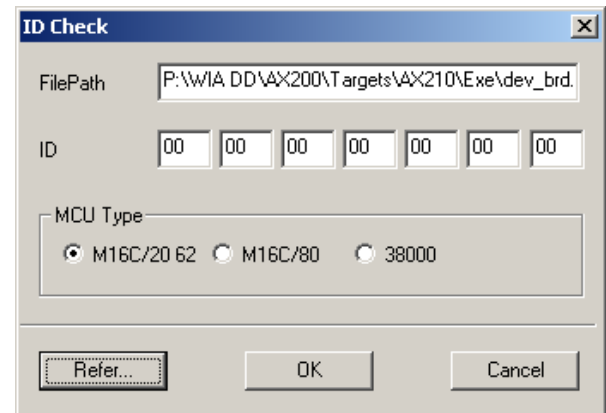 ID Check
FilePath P:\WIA DD\AX200\Targets\AX210\Exe\dev_brd.
ID 00 00 00 00 00 00 00
MCU Type
M16C/20 62 M16C/80 38000
Refer... OK Cancel